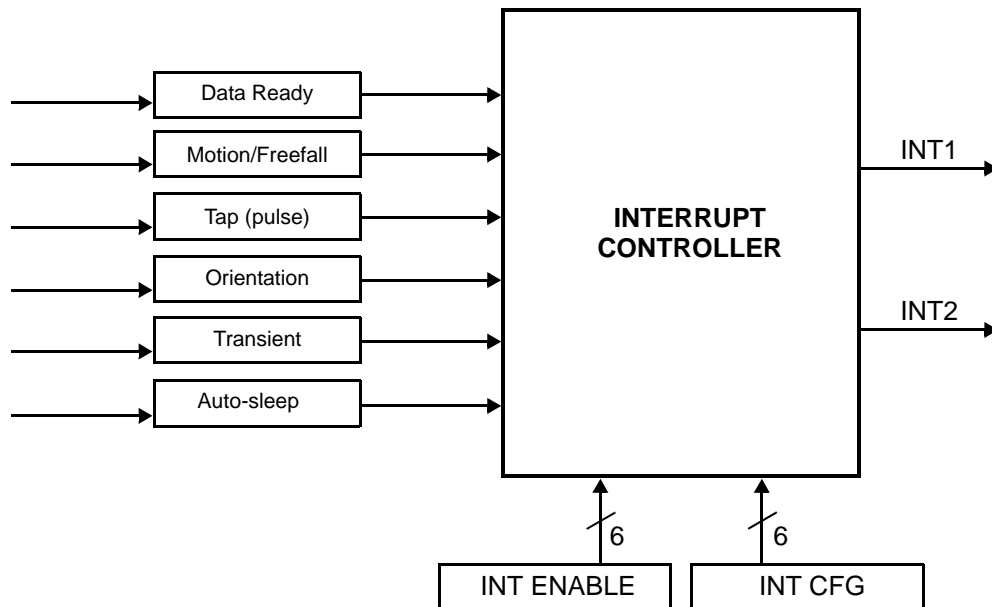 Data Ready
Motion/Freefall
Tap (pulse)
Orientation
Transient
Auto-sleep
INTERRUPT
CONTROLLER
INT1
INT2
6
6
INT ENABLE
INT CFG